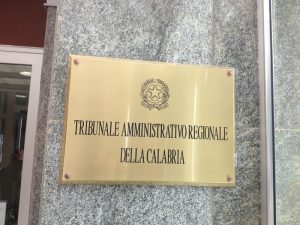 TRIBUNALE AMMINISTRATIVO REGIONALE
DELLA CALABRIA